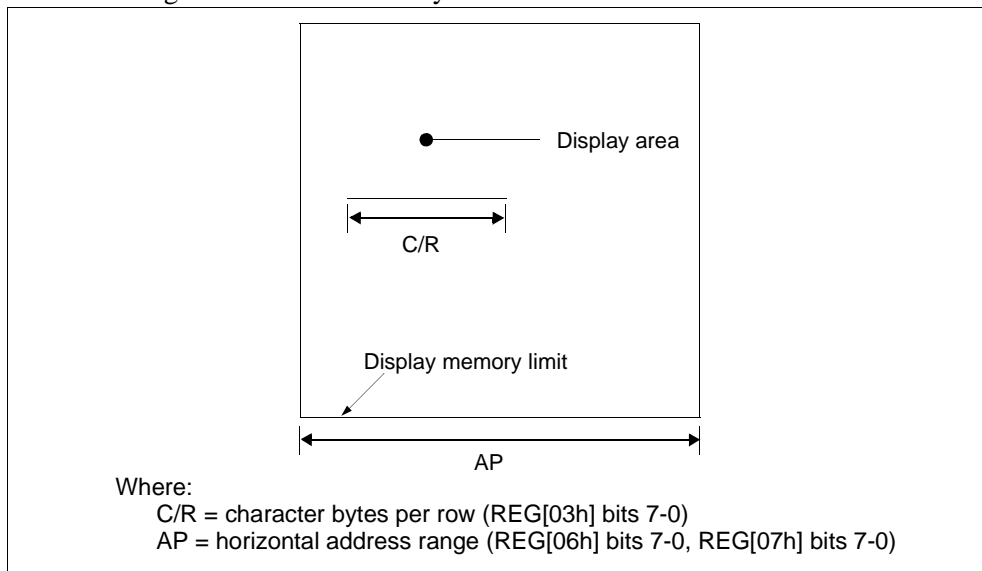 Display area
C/R
Display memory limit
AP
Where:
C/R = character bytes per row (REG[03h] bits 7-0)
AP = horizontal address range (REG[06h] bits 7-0, REG[07h] bits 7-0)